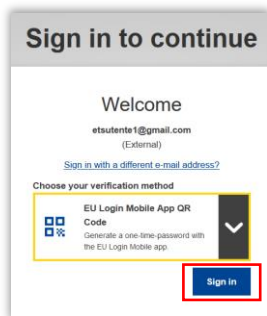 Sign in to continue
Welcome
etsutente1@gmail.com
(External)
Sign in with a different e-mail address?
Choose your verification method
EU Login Mobile App QR
Code
Generate a one-time-password with
the EU Login Mobile app.
Sign in